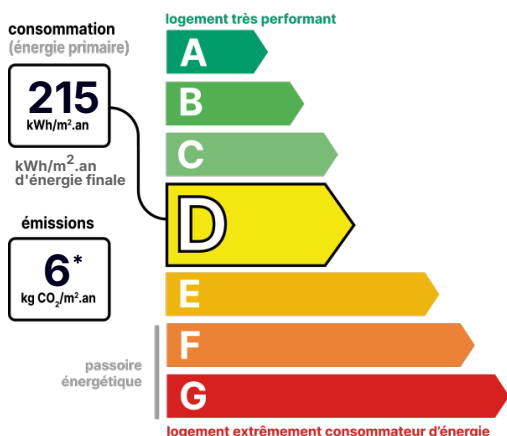 logement très performant
consommation
(énergie primaire)
A
215
kWh/m².an
B
C
kWh/m².an
d'énergie finale
D
émissions
6*
kg CO₂/m².an
E
F
passoire
énergétique
G
logement extrêmement consommateur d'énergie